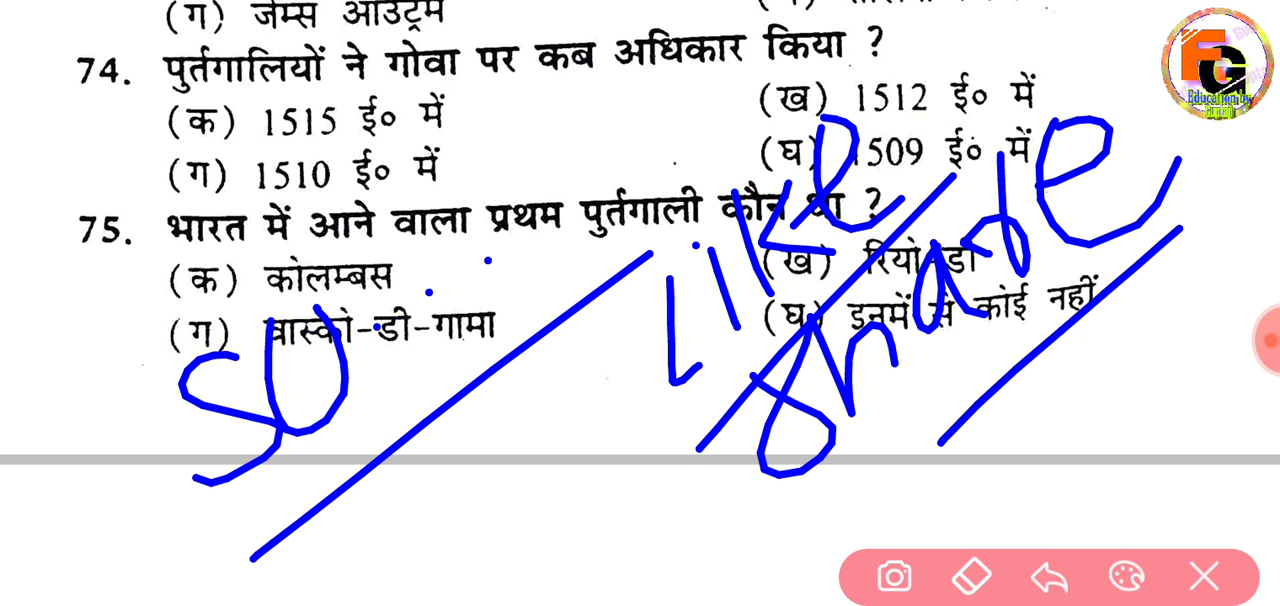 (ग) जेम्स आउट्रम
74. पुर्तगालियों ने गोवा पर कब अधिकार किया ?
(क) 1515 ई० में (ख) 1512 ई० में
(ग) 1510 ई० में (घ) 1509 ई० में
75. भारत में आने वाला प्रथम पुर्तगाली कौन था ?
(क) कोलम्बस (ख) रियो-डी
(ग) वास्को-डी-गामा (घ) इनमें से कोई नहीं
SO Like Share
FG
Education by